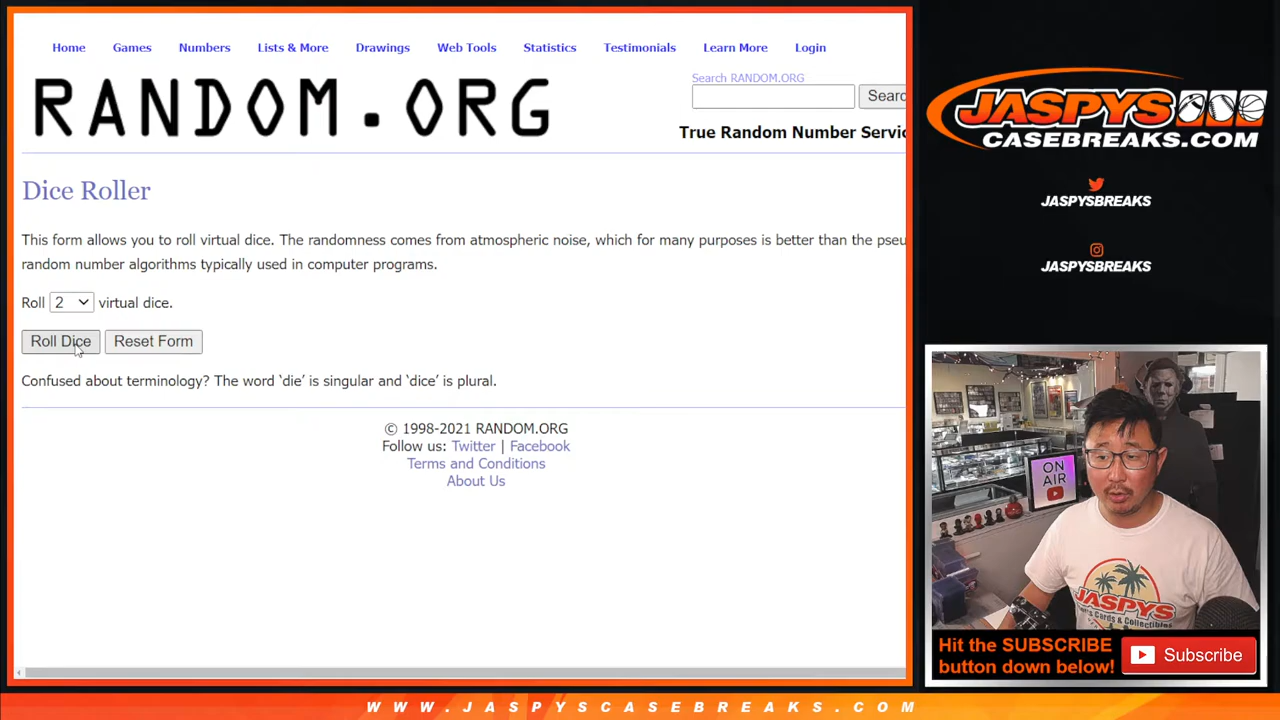 Home Games Numbers Lists & More Drawings Web Tools Statistics Testimonials Learn More Login
RANDOM.ORG
Search RANDOM.ORG
Searc
True Random Number Servic
Dice Roller
This form allows you to roll virtual dice. The randomness comes from atmospheric noise, which for many purposes is better than the pseu
random number algorithms typically used in computer programs.
Roll 2 virtual dice.
Roll Dice Reset Form
Confused about terminology? The word ‘die’ is singular and ‘dice’ is plural.
© 1998-2021 RANDOM.ORG
Follow us: Twitter | Facebook
Terms and Conditions
About Us
JASPYS
CASEBREAKS.COM
JASPYSBREAKS
JASPYSBREAKS
ON
AIR
JASPYS
Cards & Collectibles
Hit the SUBSCRIBE
button down below!
Subscribe
WWW.JASPYSCASEBREAKS.COM